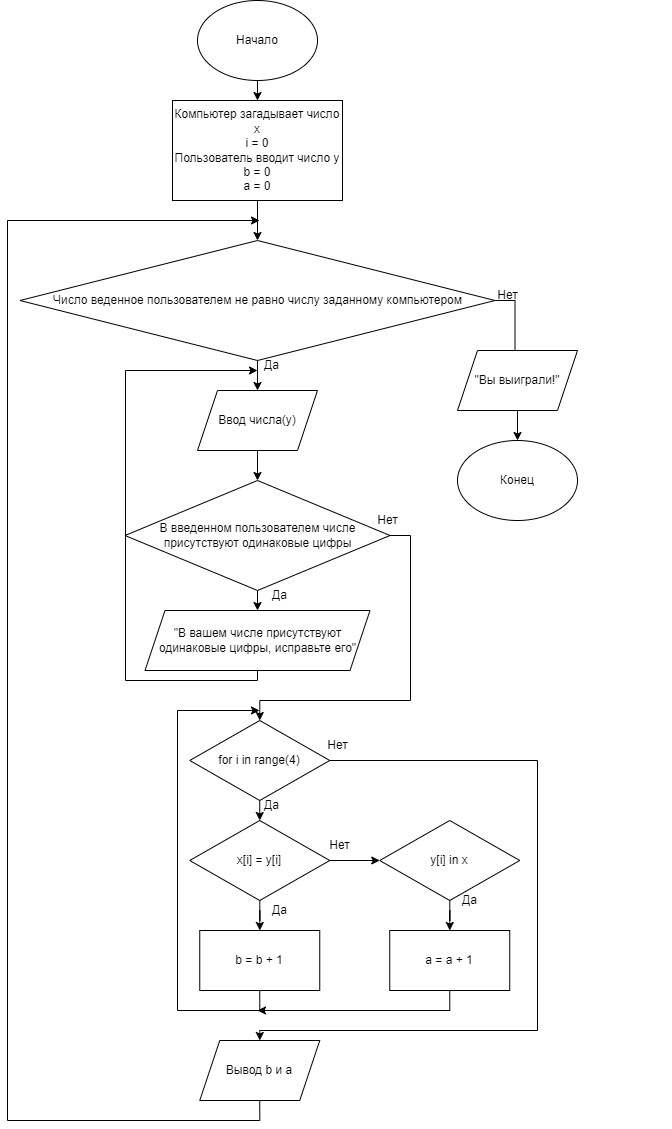 Начало
Компьютер загадывает число
x
i = 0
Пользователь вводит число y
b = 0
a = 0
Число веденное пользователем не равно числу заданному компьютером
Нет
Да
"Вы выиграли!"
Ввод числа(y)
Конец
В введенном пользователем числе
присутствуют одинаковые цифры
Нет
Да
"В вашем числе присутствуют
одинаковые цифры, исправьте его"
Нет
for i in range(4)
Да
Нет
x[i] = y[i]
y[i] in x
Да
Да
b = b + 1
a = a + 1
Вывод b и a